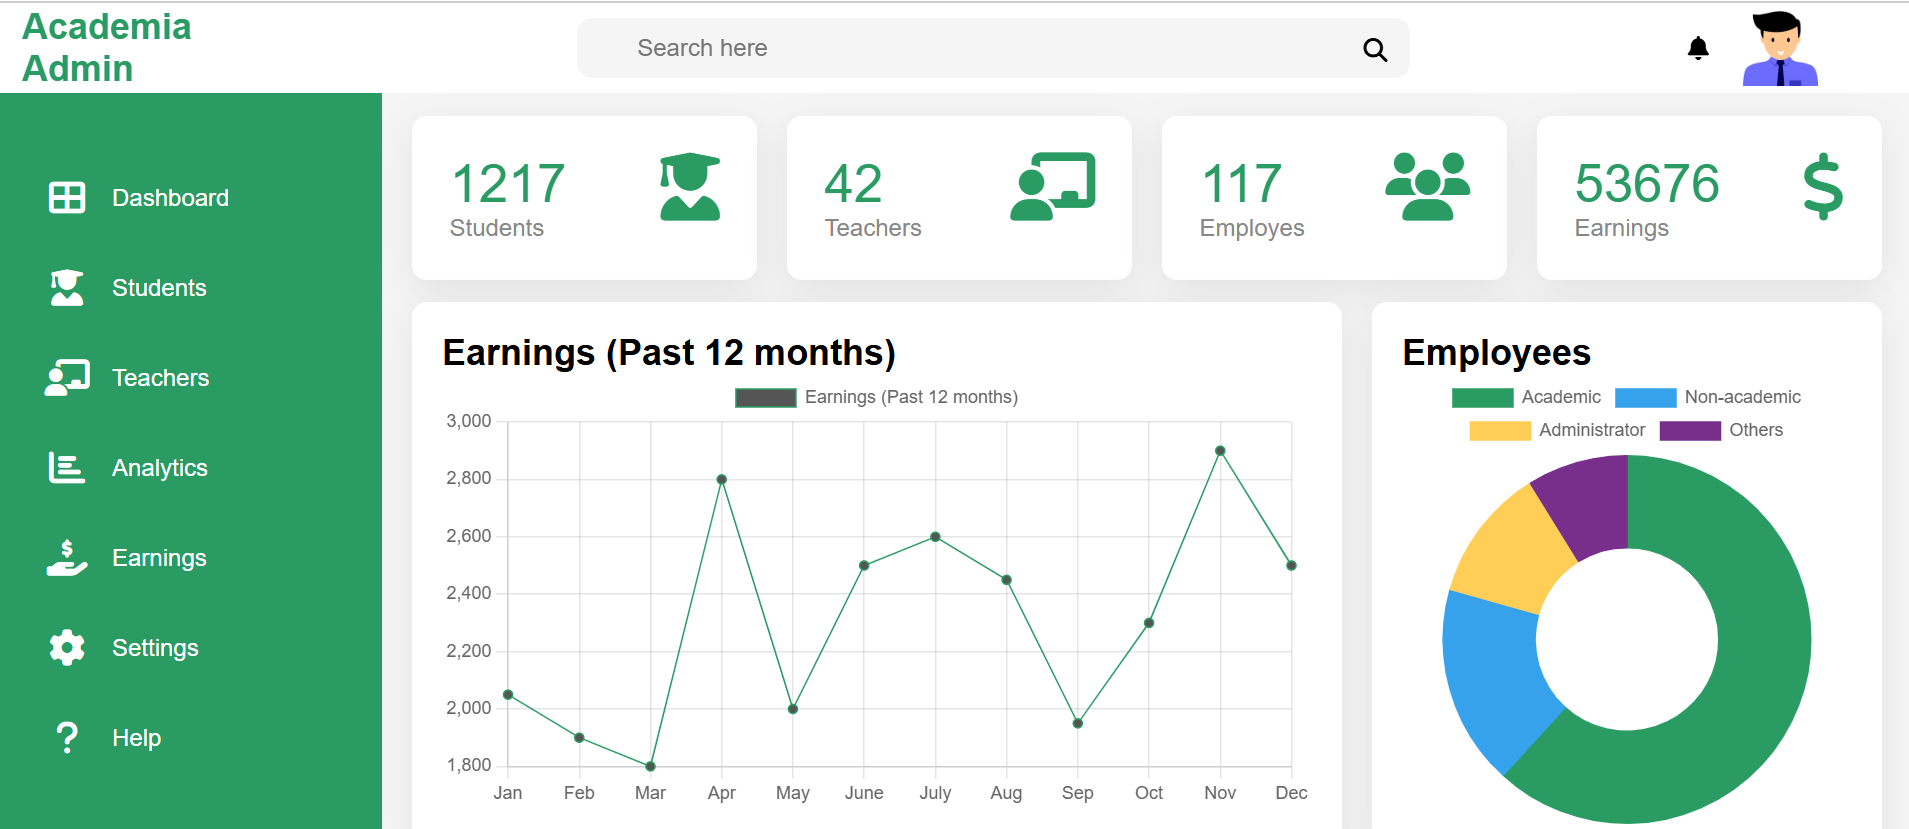 Academia
Admin
Search here
Dashboard
Students
Teachers
Analytics
Earnings
Settings
Help
1217
Students
42
Teachers
117
Employes
53676
Earnings
Earnings (Past 12 months)
Earnings (Past 12 months)
3,000
2,800
2,600
2,400
2,200
2,000
1,800
Jan Feb Mar Apr May June July Aug Sep Oct Nov Dec
Employees
Academic Non-academic
Administrator Others